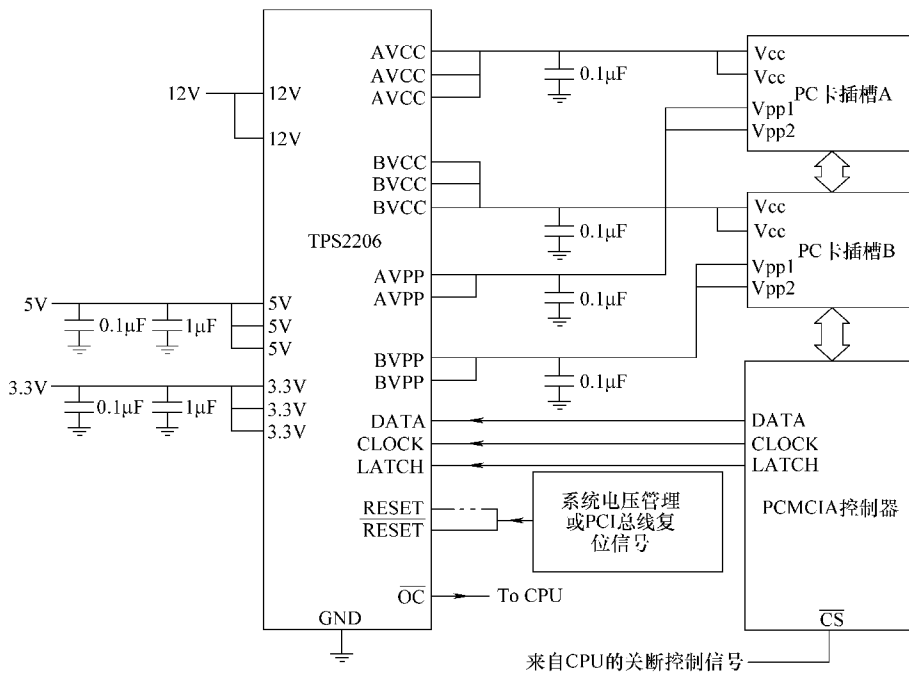 12V
12V
12V
5V
0.1μF
1μF
5V
5V
5V
3.3V
0.1μF
1μF
3.3V
3.3V
3.3V
TPS2206
AVCC
AVCC
AVCC
BVCC
BVCC
BVCC
AVPP
AVPP
BVPP
BVPP
DATA
CLOCK
LATCH
RESET
RESET
OC
GND
0.1μF
0.1μF
0.1μF
0.1μF
To CPU
系统电压管理
或PCI总线复
位信号
Vcc
Vcc
Vpp1
Vpp2
PC卡插槽A
Vcc
Vcc
Vpp1
Vpp2
PC卡插槽B
DATA
CLOCK
LATCH
PCMCIA控制器
CS
来自CPU的关断控制信号